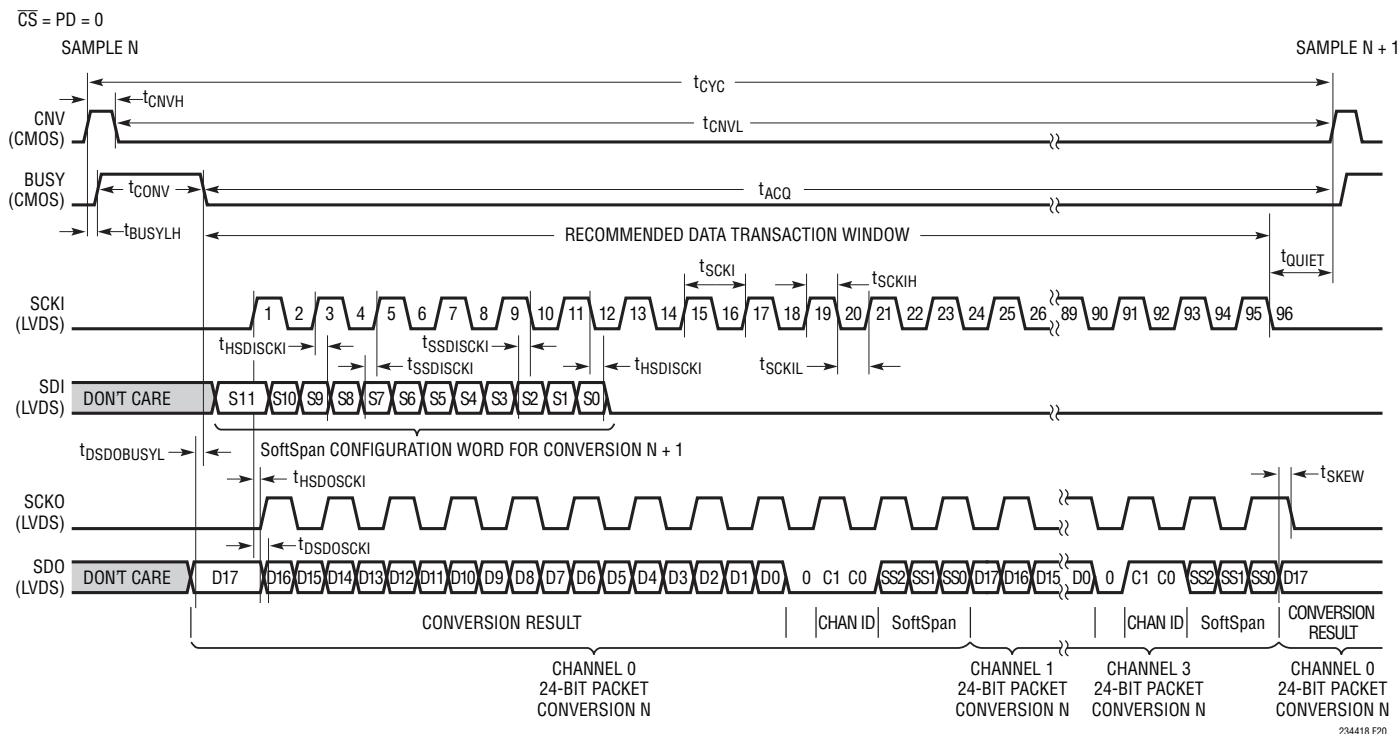 CS = PD = 0
SAMPLE N
SAMPLE N + 1
tCYC
tCNVH
CNV
(CMOS)
tCNVL
BUSY
(CMOS)
tCONV
tACQ
tBUSYLH
RECOMMENDED DATA TRANSACTION WINDOW
tQUIET
tSCKI
tSCKIH
SCKI
(LVDS)
1 2 3 4 5 6 7 8 9 10 11 12 13 14 15 16 17 18 19 20 21 22 23 24 25 26 89 90 91 92 93 94 95 96
tHSDISCKI
tSSDISCKI
tSSDISCKI
tHSDISCKI
tSCKIL
SDI
(LVDS)
DON'T CARE S11 S10 S9 S8 S7 S6 S5 S4 S3 S2 S1 S0
SoftSpan CONFIGURATION WORD FOR CONVERSION N + 1
tDSDOBUSYL
tHSDOSCKI
tSKEW
SCKO
(LVDS)
tDSDOSCKI
SDO
(LVDS)
DON'T CARE D17 D16 D15 D14 D13 D12 D11 D10 D9 D8 D7 D6 D5 D4 D3 D2 D1 D0 0 C1 C0 SS2 SS1 SS0 D17 D16 D15 D0 0 C1 C0 SS2 SS1 SS0 D17
CONVERSION RESULT
CHAN ID
SoftSpan
CHAN ID
SoftSpan
CONVERSION
RESULT
CHANNEL 0
24-BIT PACKET
CONVERSION N
CHANNEL 1
24-BIT PACKET
CONVERSION N
CHANNEL 3
24-BIT PACKET
CONVERSION N
CHANNEL 0
24-BIT PACKET
CONVERSION N
234418 F20